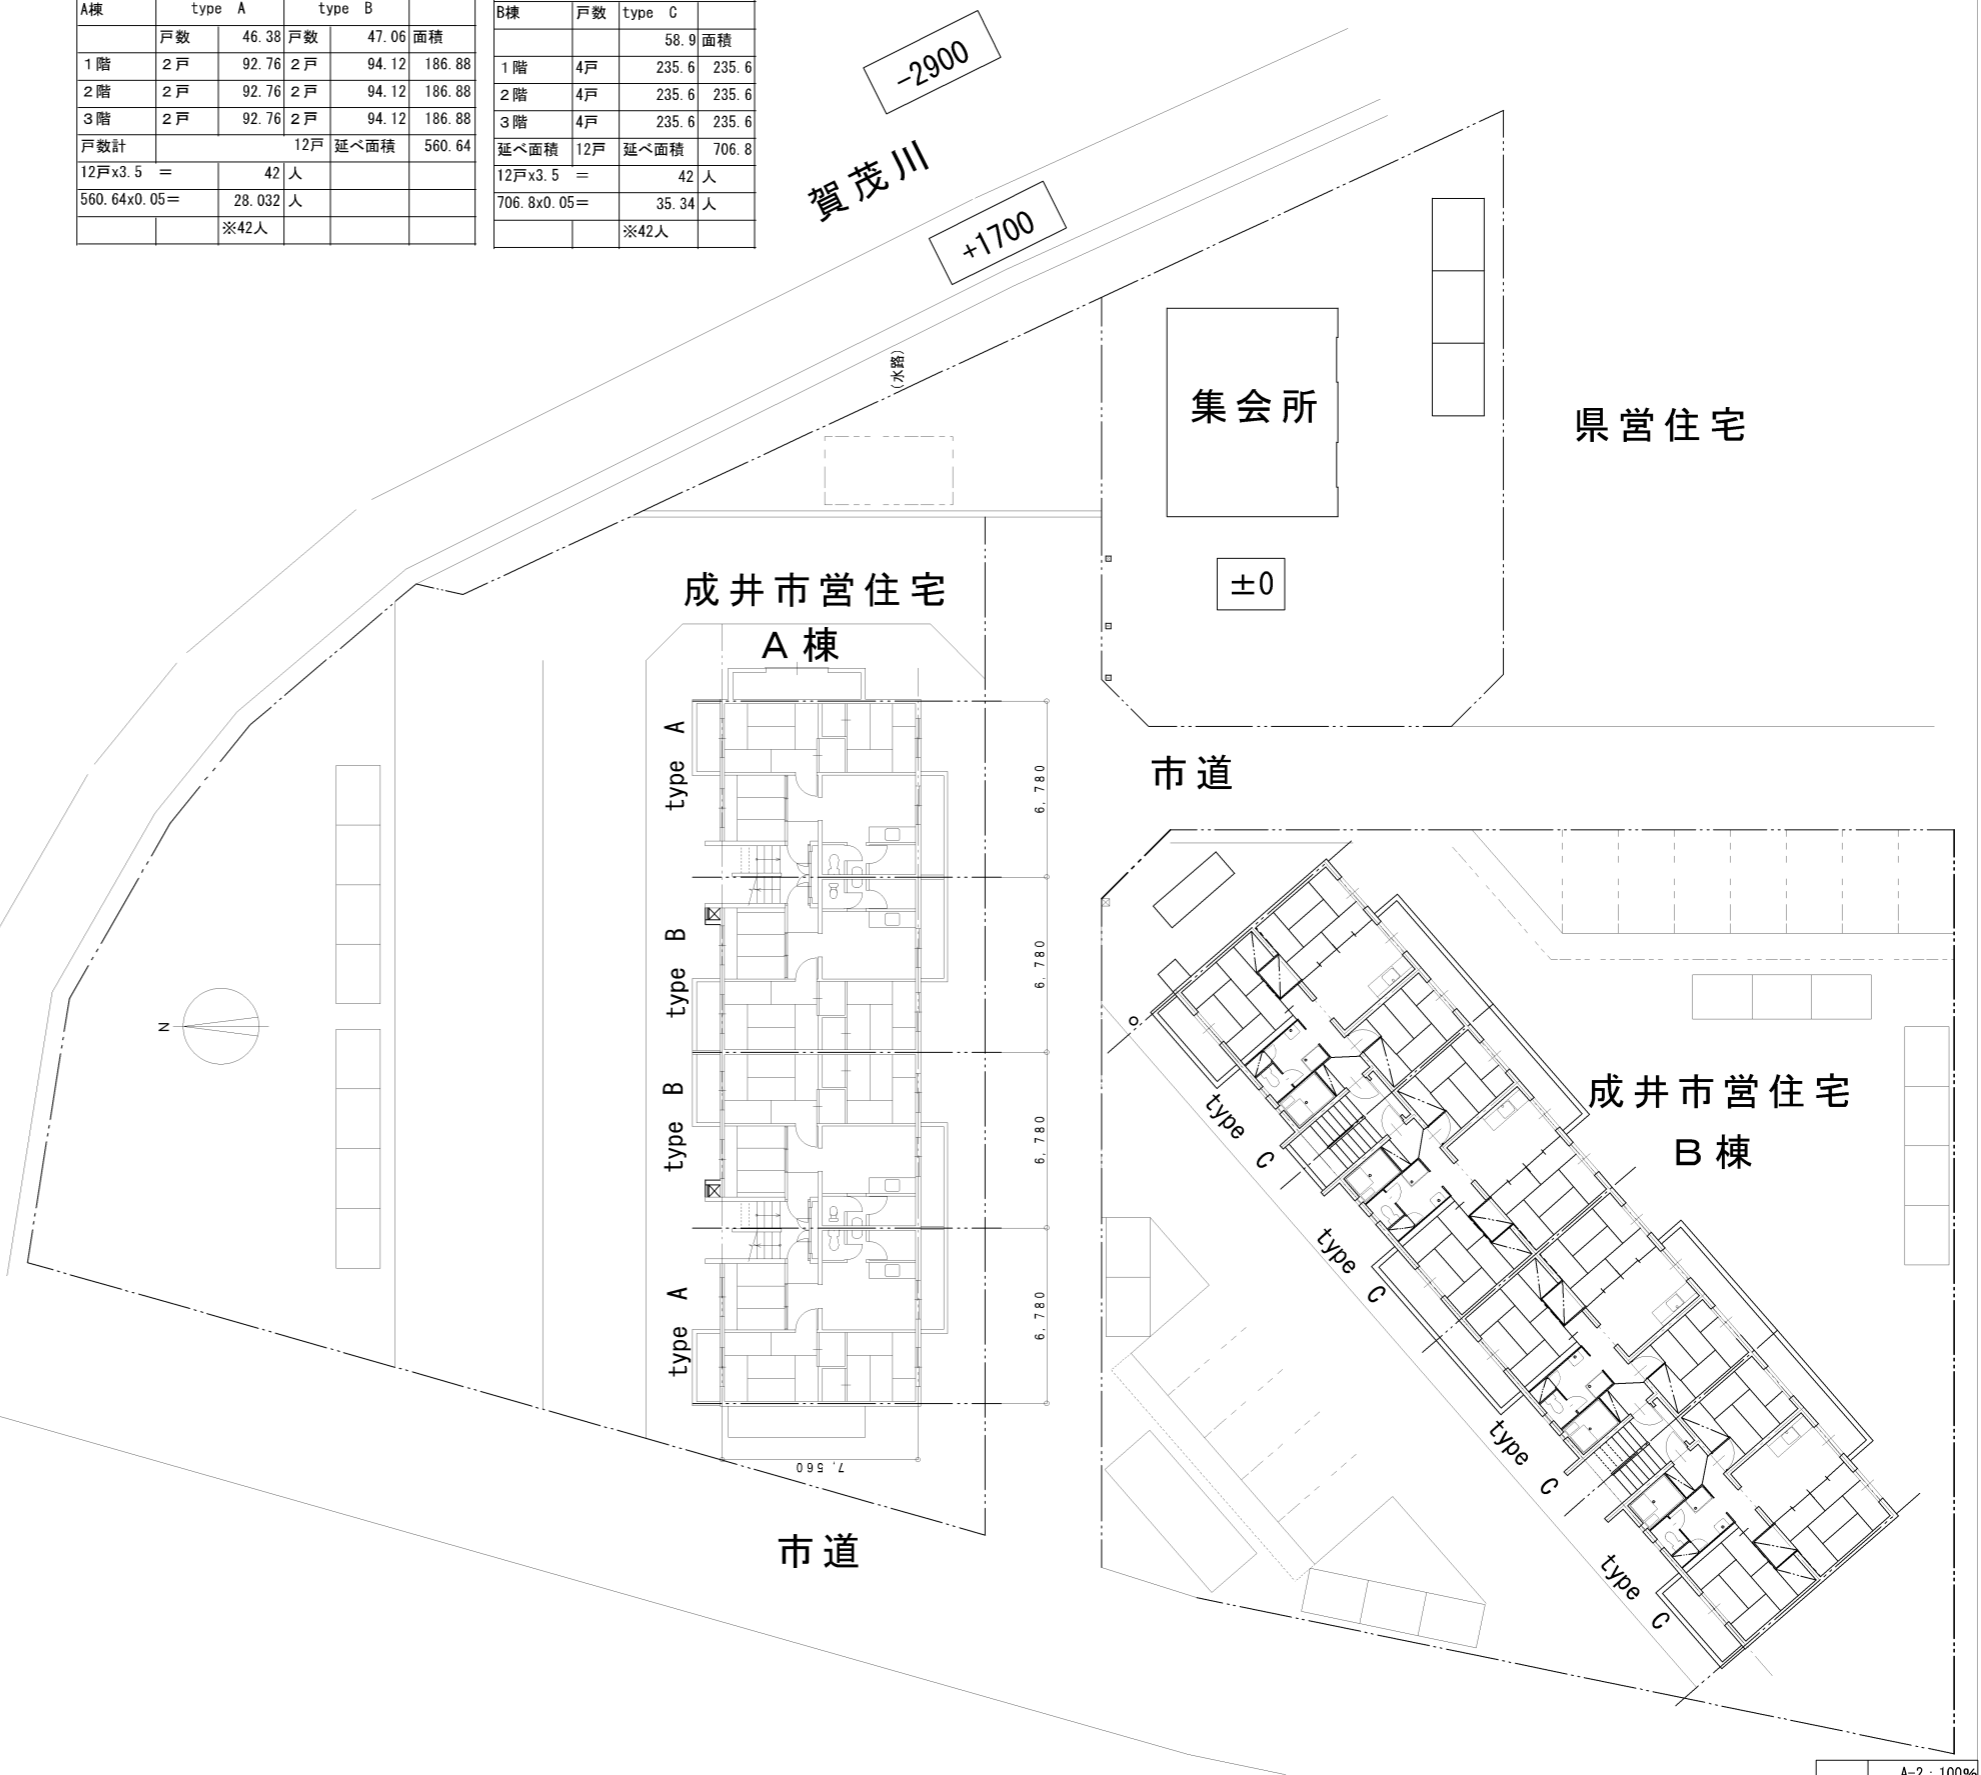 A棟 type A type B
戸数 46.38 戸数 47.06 面積
1階 2戸 92.76 2戸 94.12 186.88
2階 2戸 92.76 2戸 94.12 186.88
3階 2戸 92.76 2戸 94.12 186.88
戸数計 12戸 延べ面積 560.64
12戸x3.5 = 42 人
560.64x0.05= 28.032 人
※42人
B棟 戸数 type C
58.9 面積
1階 4戸 235.6 235.6
2階 4戸 235.6 235.6
3階 4戸 235.6 235.6
延べ面積 12戸 延べ面積 706.8
12戸x3.5 = 42 人
706.8x0.05= 35.34 人
※42人
-2900
賀茂川
+1700
(水路)
集会所
県営住宅
±0
成井市営住宅
A棟
type A
type B
type B
type A
6,780
6,780
6,780
6,780
7,560
N
市道
市道
成井市営住宅
B棟
type C
type C
type C
type C
A-2:100%